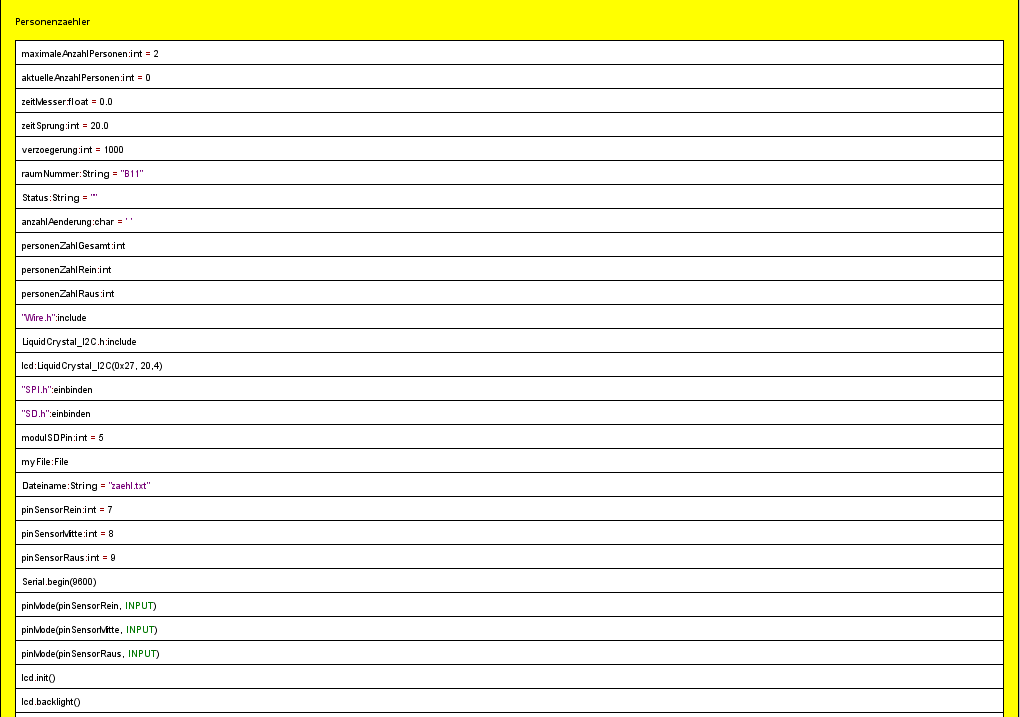 Personenzaehler
maximaleAnzahlPersonen:int = 2
aktuelleAnzahlPersonen:int = 0
zeitMesser:float = 0.0
zeitSprung:int = 20.0
verzoegerung:int = 1000
raumNummer:String = "B11"
Status:String = ""
anzahlAenderung:char = ' '
personenZahlGesamt:int
personenZahlRein:int
personenZahlRaus:int
"Wire.h":include
LiquidCrystal_I2C.h:include
lcd:LiquidCrystal_I2C(0x27, 20,4)
"SPI.h":einbinden
"SD.h":einbinden
modulSDPin:int = 5
myFile:File
Dateiname:String = "zaehl.txt"
pinSensorRein:int = 7
pinSensorMitte:int = 8
pinSensorRaus:int = 9
Serial.begin(9600)
pinMode(pinSensorRein, INPUT)
pinMode(pinSensorMitte, INPUT)
pinMode(pinSensorRaus, INPUT)
lcd.init()
lcd.backlight()